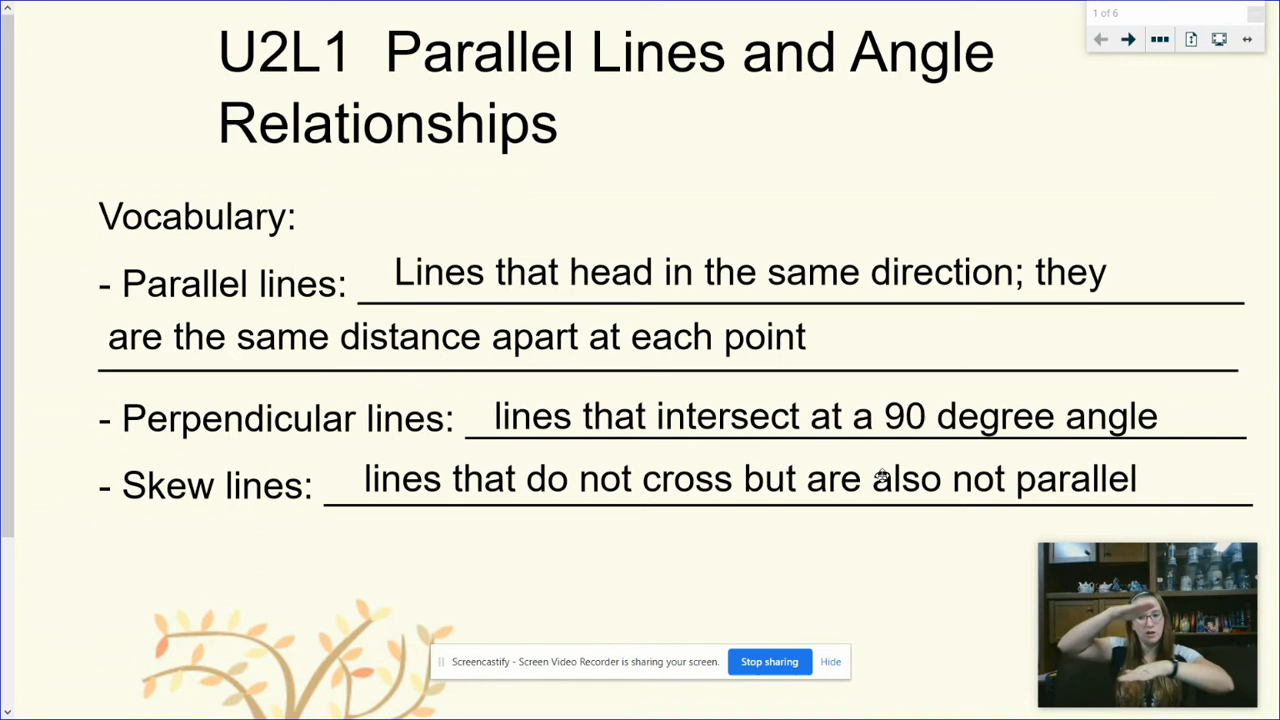 1 of 6
U2L1 Parallel Lines and Angle
Relationships
Vocabulary:
- Parallel lines: Lines that head in the same direction; they
are the same distance apart at each point
- Perpendicular lines: lines that intersect at a 90 degree angle
- Skew lines: lines that do not cross but are also not parallel
Screencastify - Screen Video Recorder is sharing your screen. Stop sharing Hide